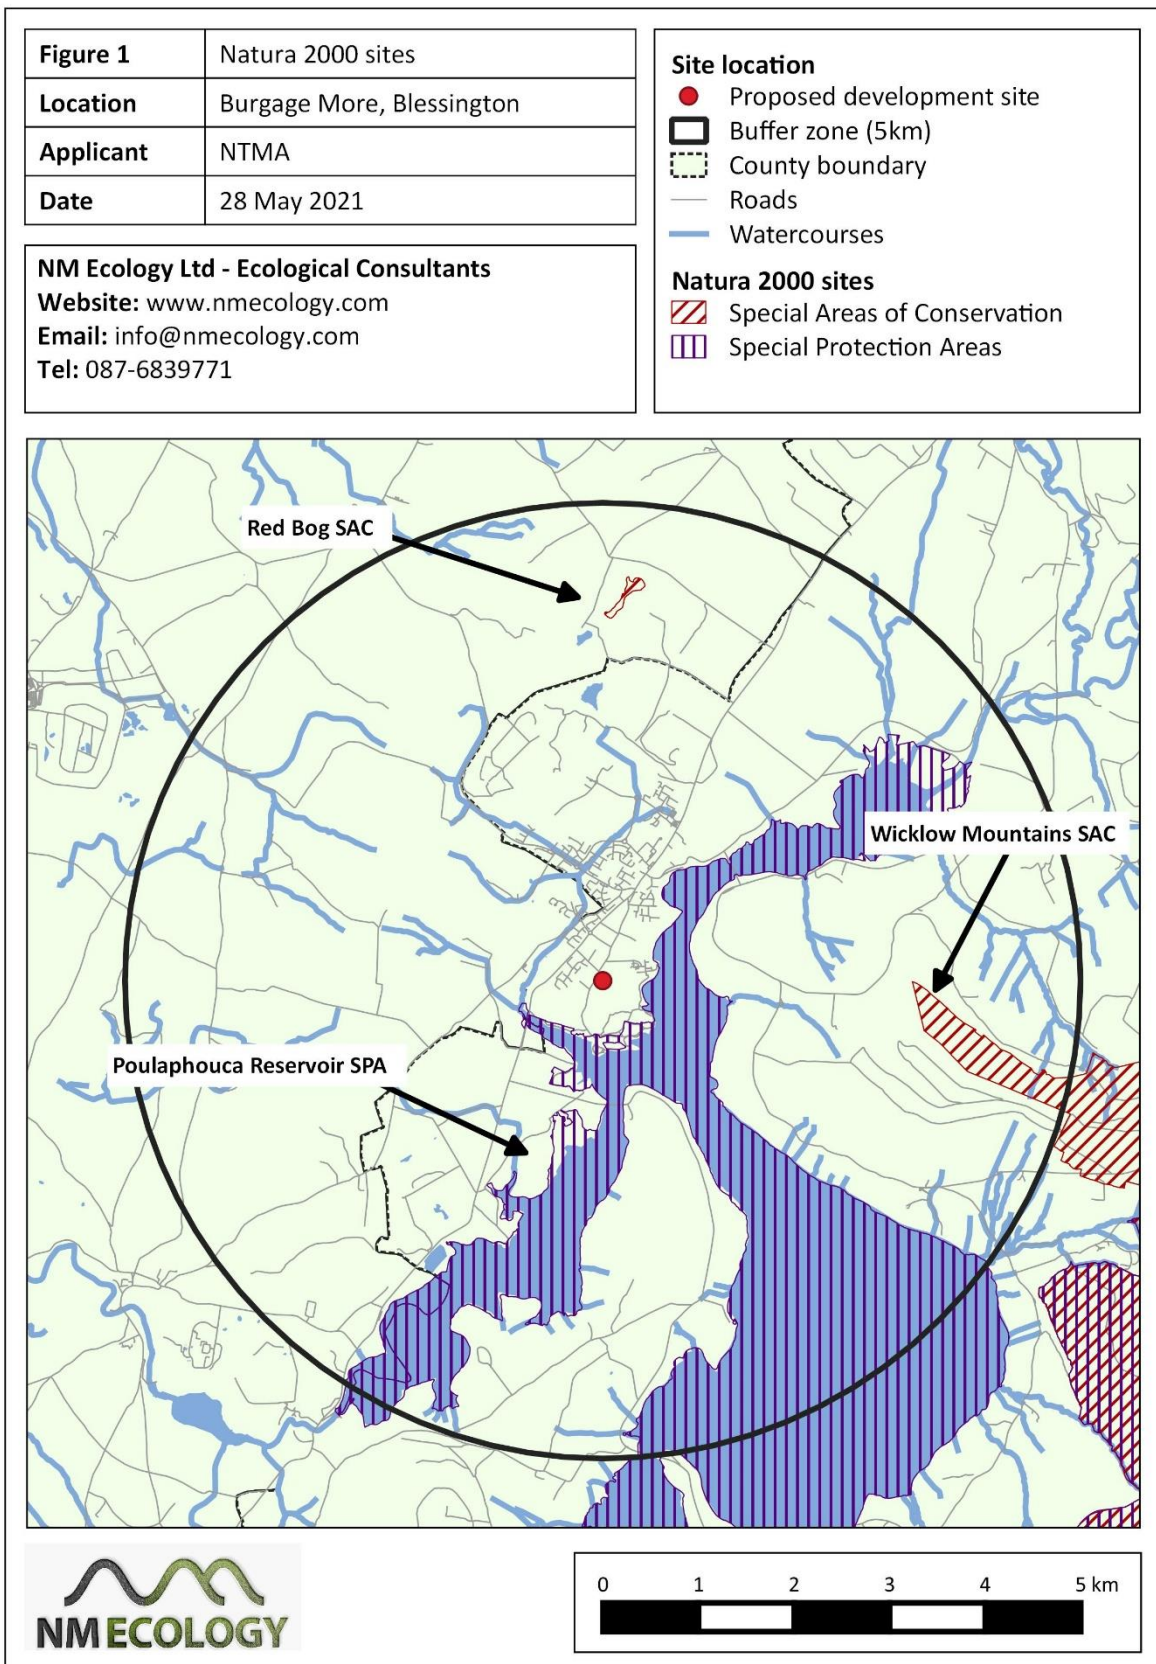 Figure 1 Natura 2000 sites
Location Burgage More, Blessington
Applicant NTMA
Date 28 May 2021
NM Ecology Ltd - Ecological Consultants
Website: www.nmecology.com
Email: info@nmecology.com
Tel: 087-6839771
Site location
Proposed development site
Buffer zone (5km)
County boundary
Roads
Watercourses
Natura 2000 sites
Special Areas of Conservation
Special Protection Areas
Red Bog SAC
Wicklow Mountains SAC
Poulaphouca Reservoir SPA
NM ECOLOGY
0 1 2 3 4 5 km